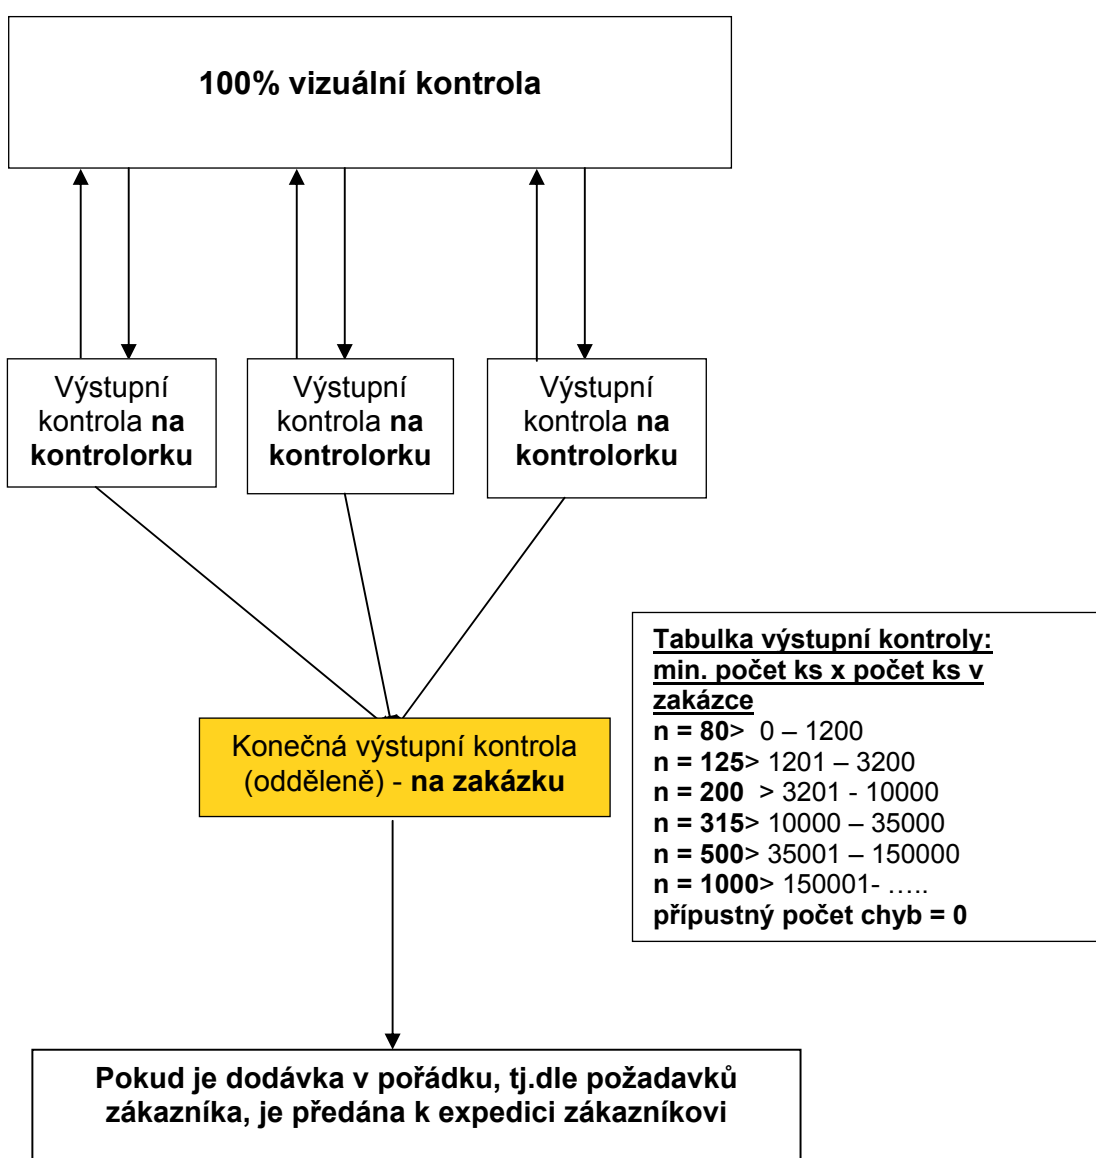 100% vizuální kontrola
Výstupní
kontrola na
kontrolorku
Výstupní
kontrola na
kontrolorku
Výstupní
kontrola na
kontrolorku
Konečná výstupní kontrola
(odděleně) - na zakázku
Tabulka výstupní kontroly:
min. počet ks x počet ks v
zakázce
n = 80> 0 – 1200
n = 125> 1201 – 3200
n = 200 > 3201 - 10000
n = 315> 10000 – 35000
n = 500> 35001 – 150000
n = 1000> 150001- …..
přípustný počet chyb = 0
Pokud je dodávka v pořádku, tj.dle požadavků
zákazníka, je předána k expedici zákazníkovi